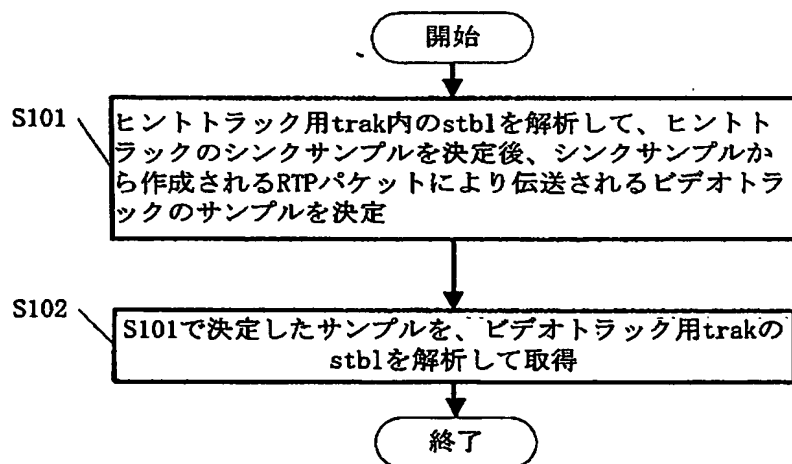 開始
S101
ヒントトラック用trak内のstblを解析して、ヒントト
ラックのシンクサンプルを決定後、シンクサンプルか
ら作成されるRTPパケットにより伝送されるビデオトラッ
クのサンプルを決定
S102
S101で決定したサンプルを、ビデオトラック用trakの
stblを解析して取得
終了